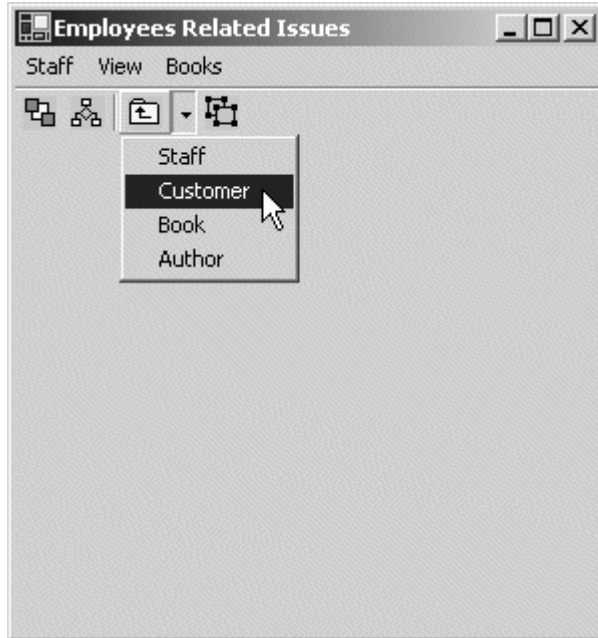 Employees Related Issues
Staff View Books
Staff
Customer
Book
Author